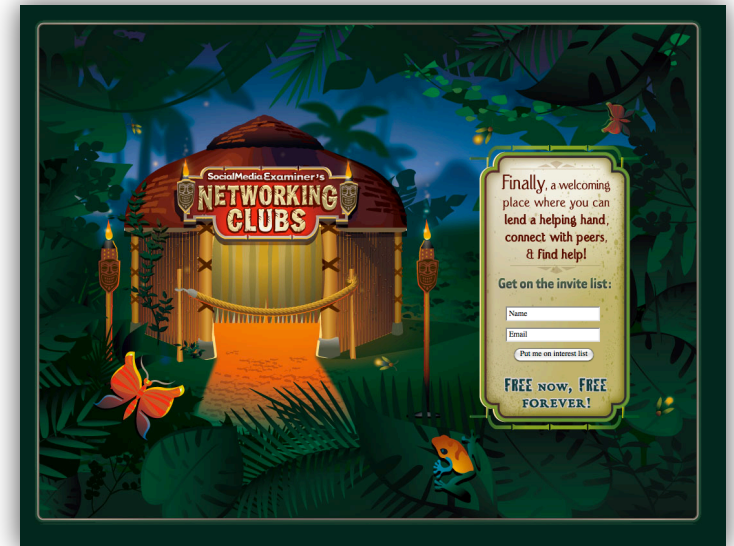 SocialMediaExaminer's
NETWORKING
CLUBS
Finally, a welcoming
place where you can
lend a helping hand,
connect with peers,
& find help!
Get on the invite list:
Name
Email
Put me on interest list
FREE NOW, FREE
FOREVER!